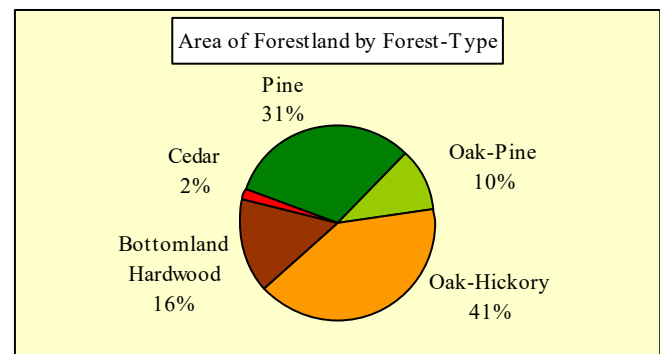 Area of Forestland by Forest-Type
Pine
31%
Oak-Pine
10%
Cedar
2%
Bottomland
Hardwood
16%
Oak-Hickory
41%